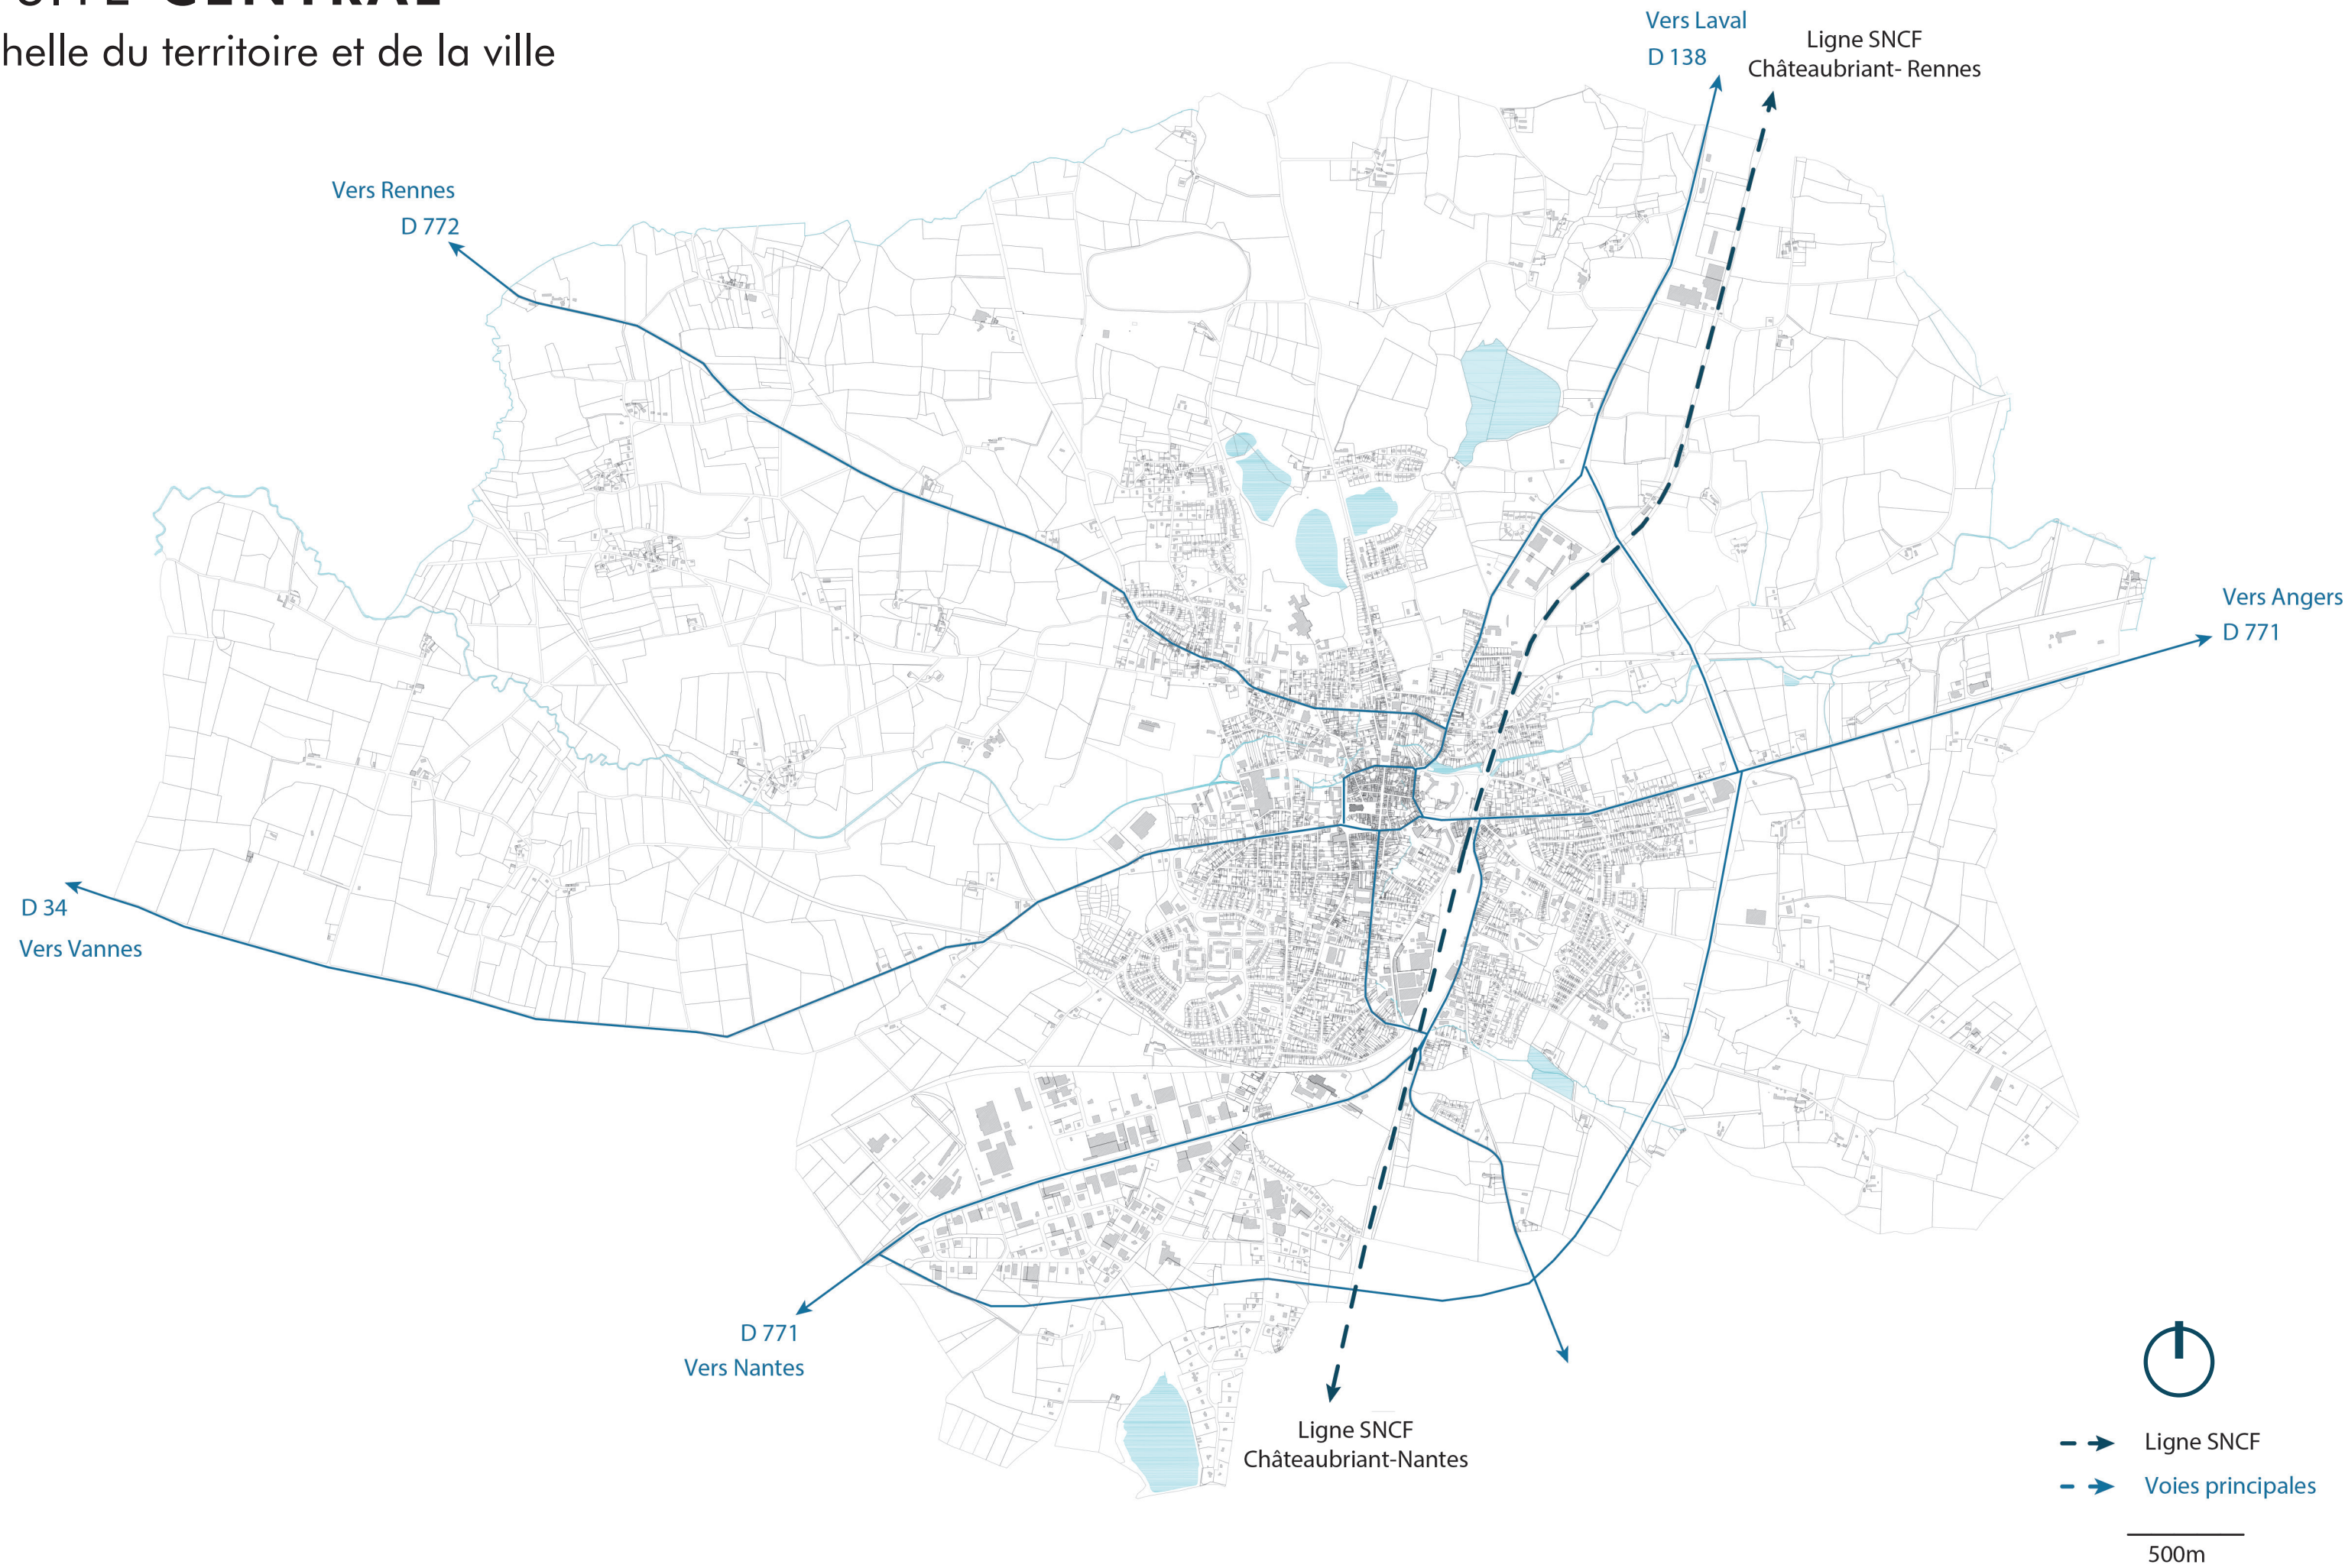 CENTRAL
helle du territoire et de la ville
Vers Laval
D 138
Ligne SNCF
Châteaubriant- Rennes
Vers Rennes
D 772
Vers Angers
D 771
D 34
Vers Vannes
D 771
Vers Nantes
Ligne SNCF
Châteaubriant-Nantes
Ligne SNCF
Voies principales
500m